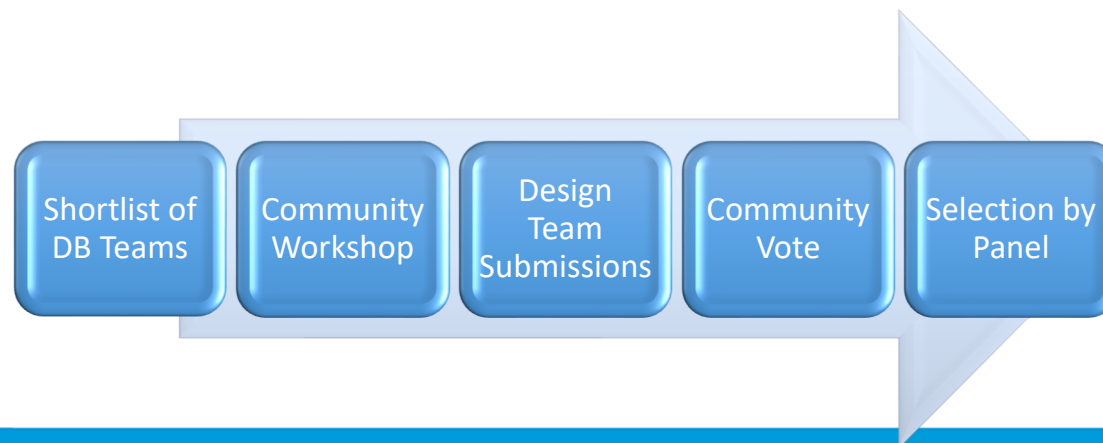 Shortlist of
DB Teams
Community
Workshop
Design
Team
Submissions
Community
Vote
Selection by
Panel